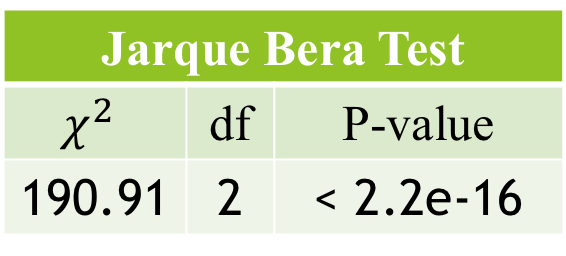 Jarque Bera Test
χ² df P-value
190.91 2 < 2.2e-16